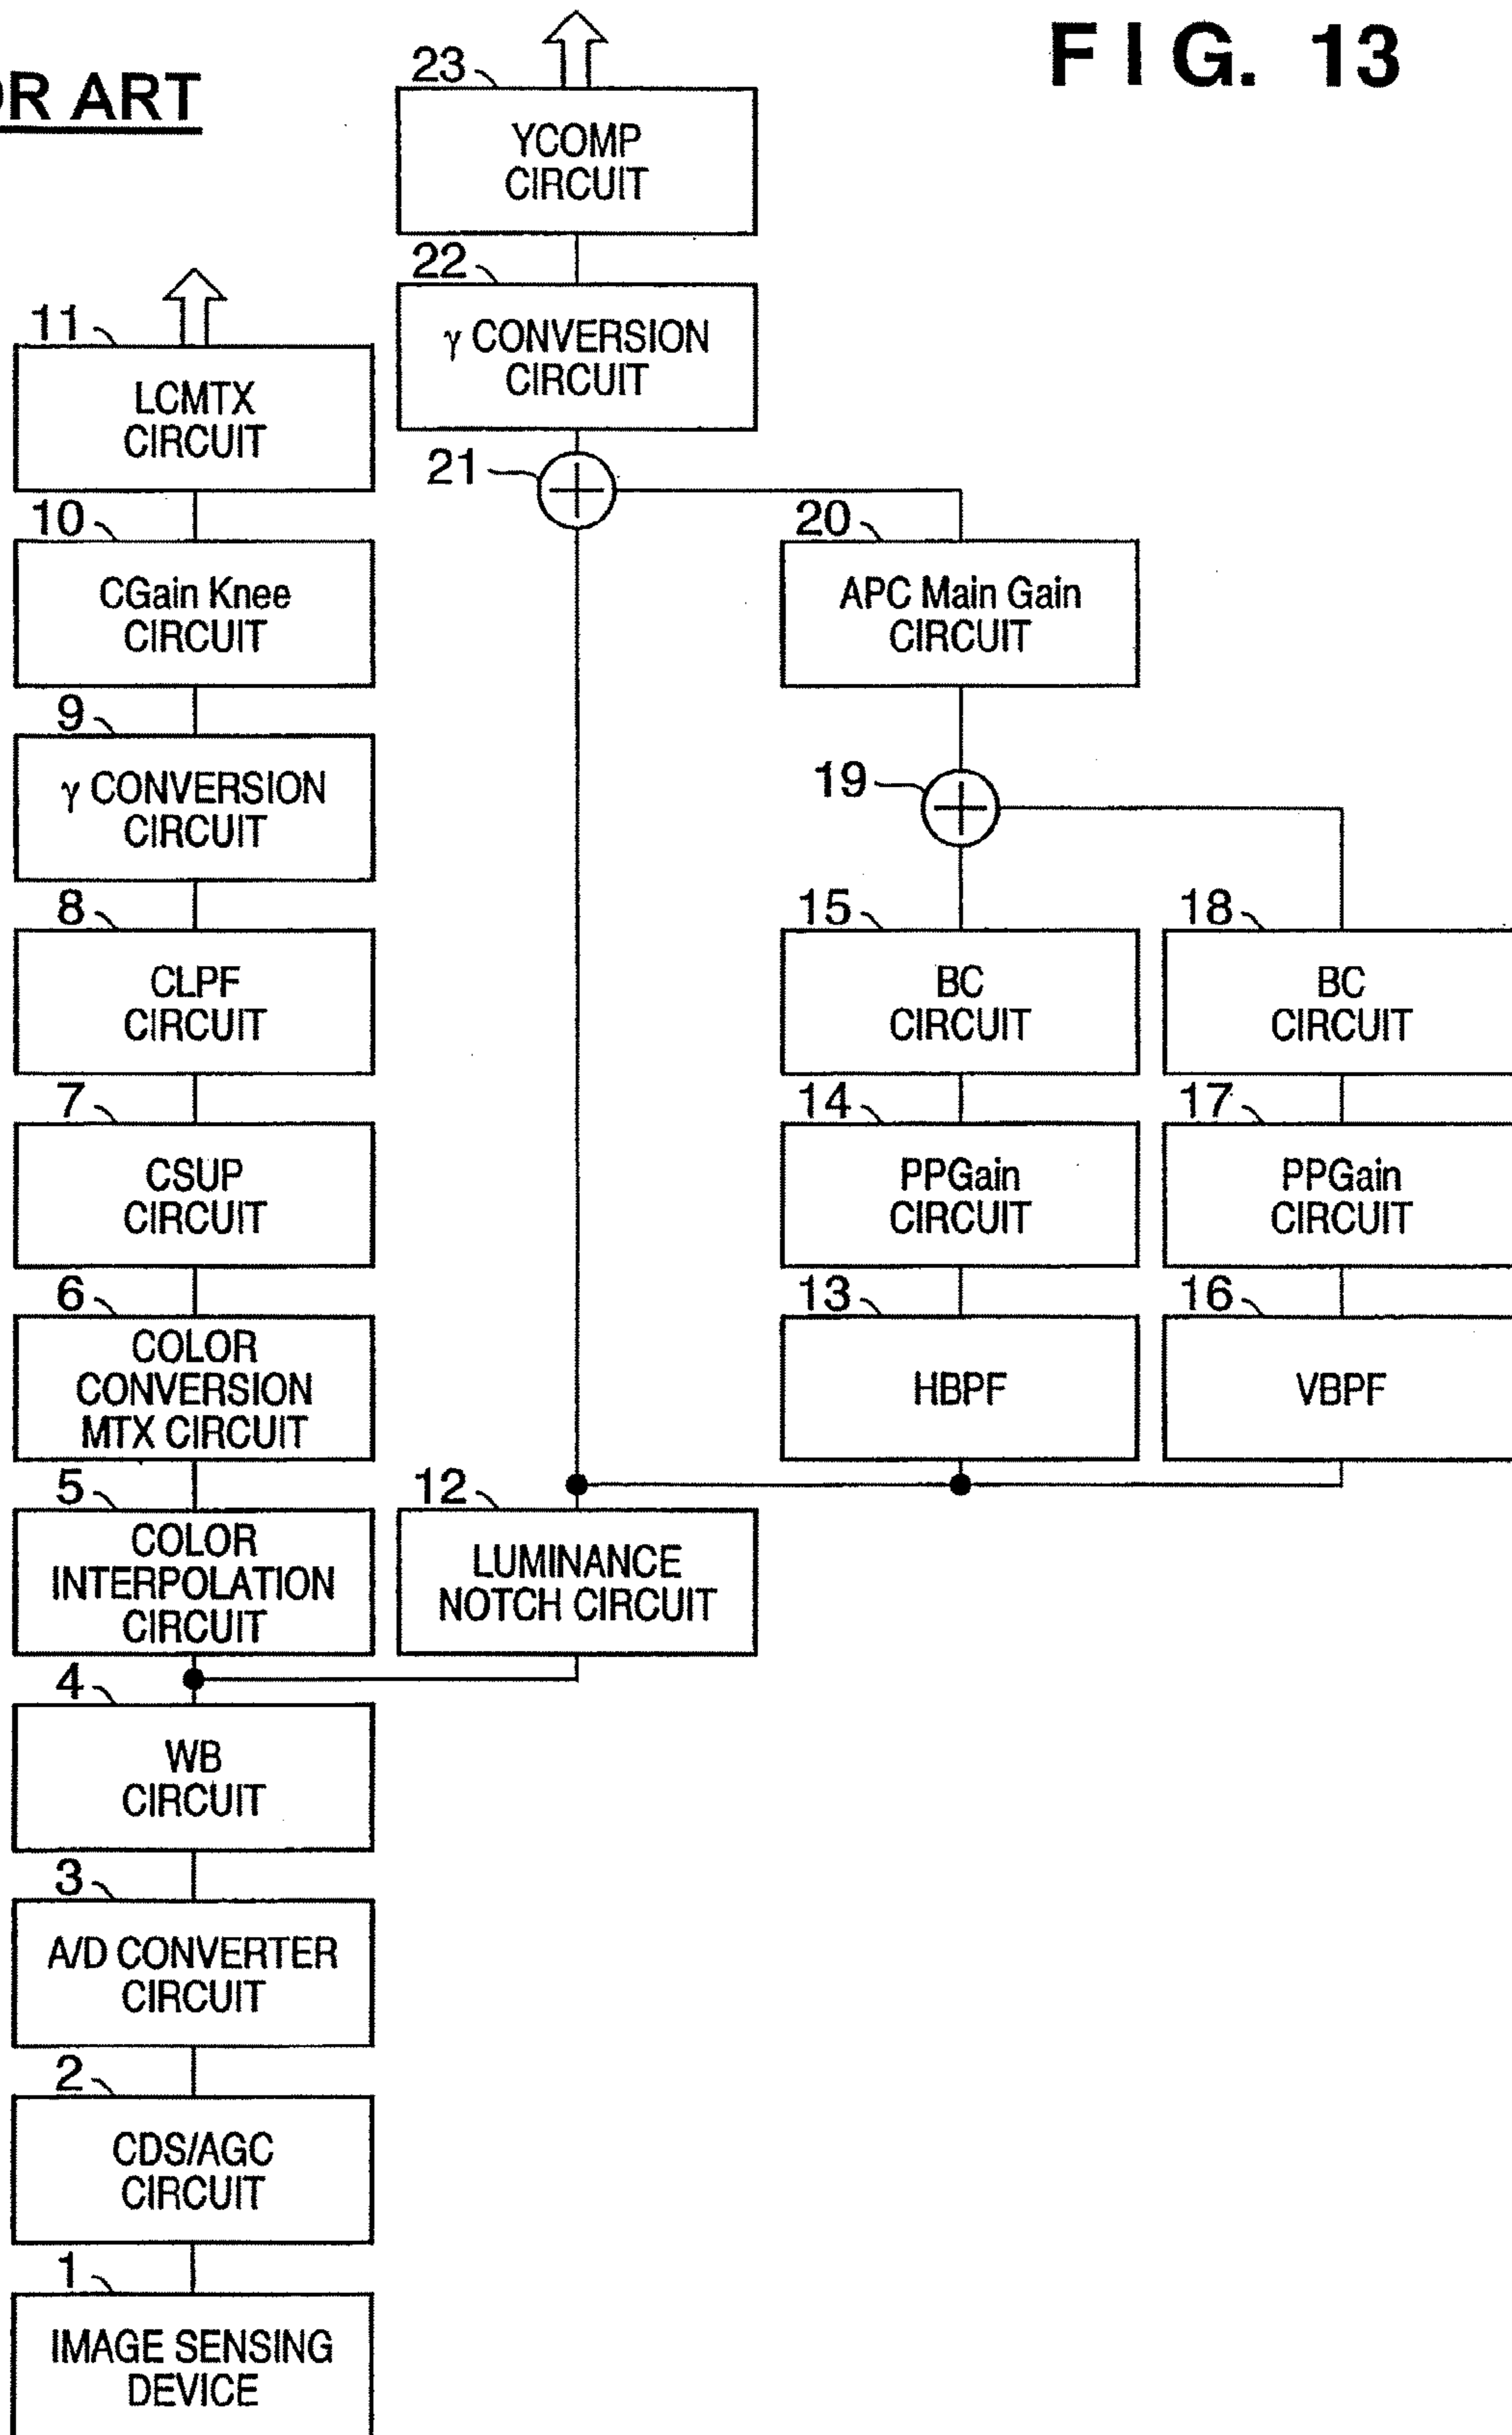 FIG. 13
ART
23
YCOMP
CIRCUIT
22
γ CONVERSION
CIRCUIT
21
11
LCMTX
CIRCUIT
10
CGain Knee
CIRCUIT
20
APC Main Gain
CIRCUIT
9
γ CONVERSION
CIRCUIT
19
8
CLPF
CIRCUIT
15
BC
CIRCUIT
18
BC
CIRCUIT
7
CSUP
CIRCUIT
14
PPGain
CIRCUIT
17
PPGain
CIRCUIT
6
COLOR
CONVERSION
MTX CIRCUIT
13
HBPF
16
VBPF
5
COLOR
INTERPOLATION
CIRCUIT
12
LUMINANCE
NOTCH CIRCUIT
4
WB
CIRCUIT
3
A/D CONVERTER
CIRCUIT
2
CDS/AGC
CIRCUIT
1
IMAGE SENSING
DEVICE